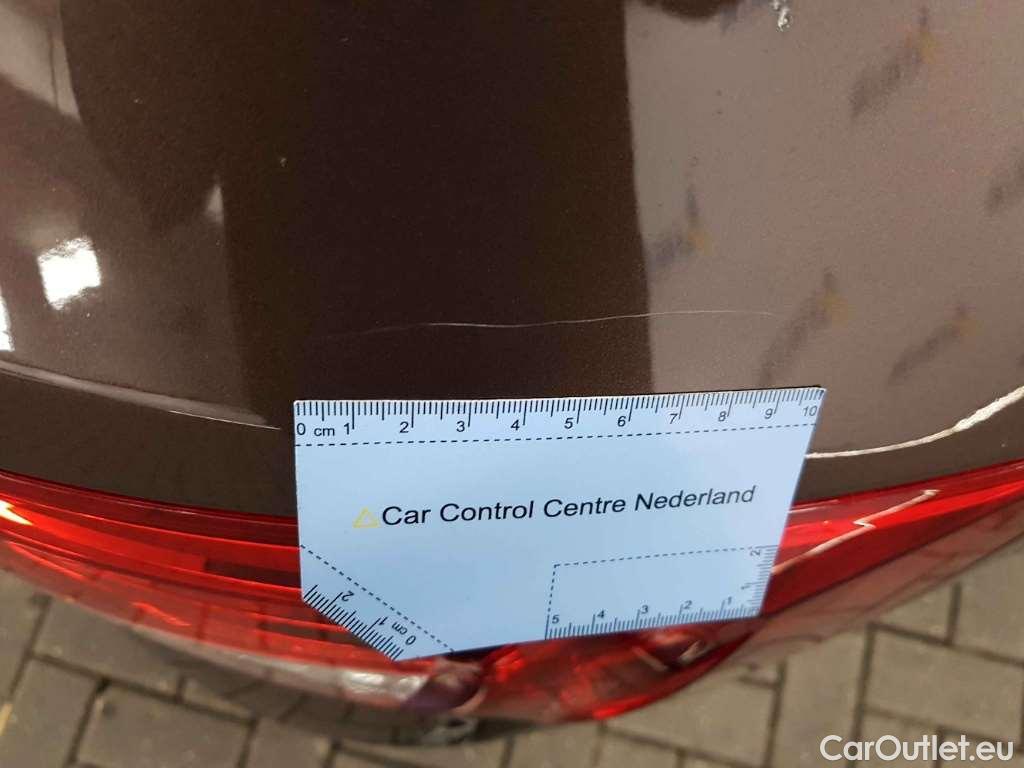 0 cm 1 2 3 4 5 6 7 8 9 10
Car Control Centre Nederland
2
2 1 0 cm
5 4 3 2 1
CarOutlet.eu